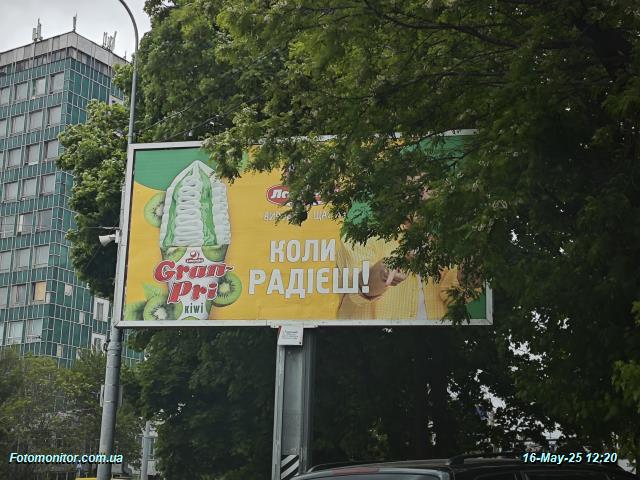 КОЛИ
РАДІЄШ!
Gran-
Pri
KIWI
Fotomonitor.com.ua
16-May-25 12:20